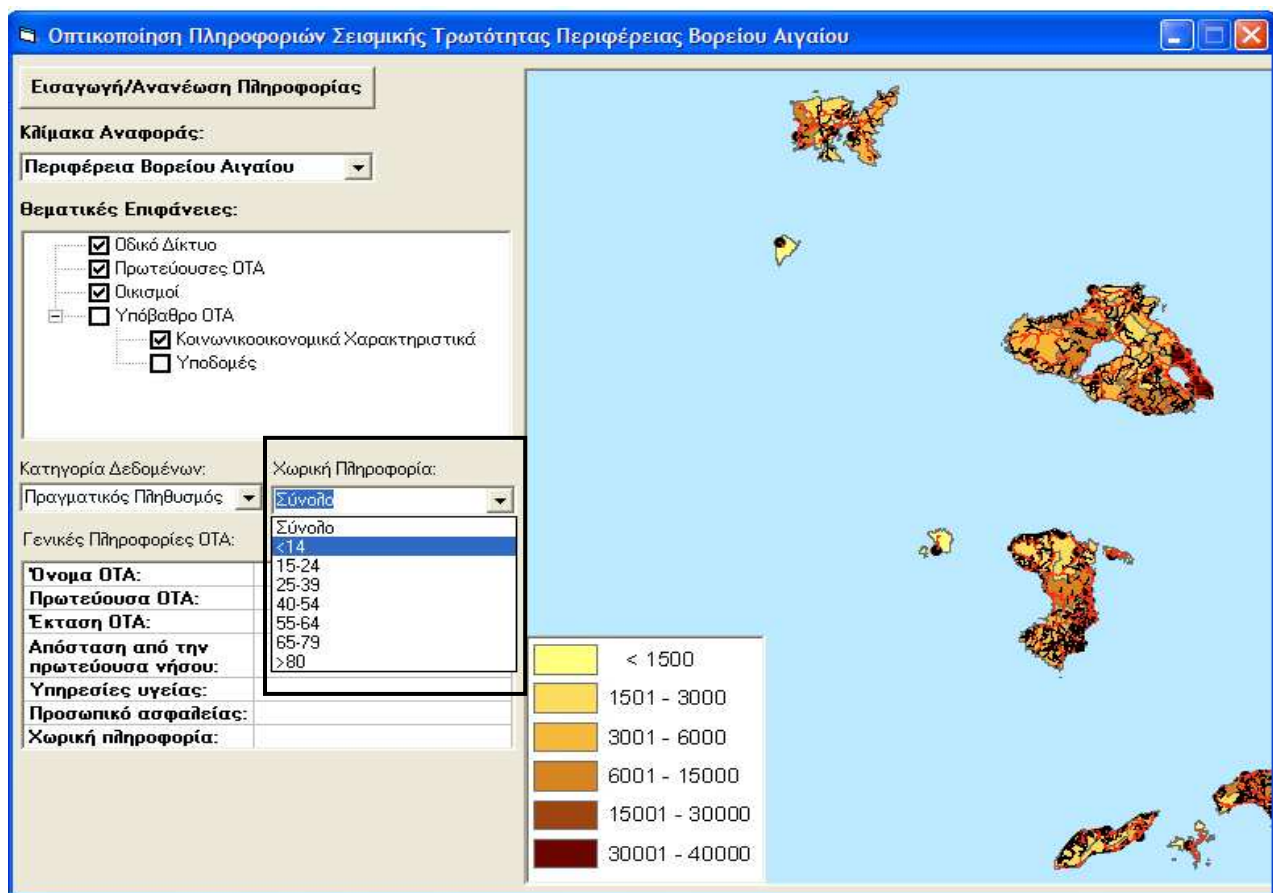 Οπτικοποίηση Πληροφοριών Σεισμικής Τρωτότητας Περιφέρειας Βορείου Αιγαίου
Εισαγωγή/Ανανέωση Πληροφορίας
Κλίμακα Αναφοράς:
Περιφέρεια Βορείου Αιγαίου
Θεματικές Επιφάνειες:
Οδικό Δίκτυο
Πρωτεύουσες ΟΤΑ
Οικισμοί
Υπόβαθρο ΟΤΑ
Κοινωνικοοικονομικά Χαρακτηριστικά
Υποδομές
Κατηγορία Δεδομένων:
Πραγματικός Πληθυσμός
Χωρική Πληροφορία:
Σύνολο
Σύνολο
<14
15-24
25-39
40-54
55-64
65-79
>80
Γενικές Πληροφορίες ΟΤΑ:
Όνομα ΟΤΑ:
Πρωτεύουσα ΟΤΑ:
Έκταση ΟΤΑ:
Απόσταση από την
πρωτεύουσα νήσου:
Υπηρεσίες υγείας:
Προσωπικό ασφαλείας:
Χωρική πληροφορία:
< 1500
1501 - 3000
3001 - 6000
6001 - 15000
15001 - 30000
30001 - 40000